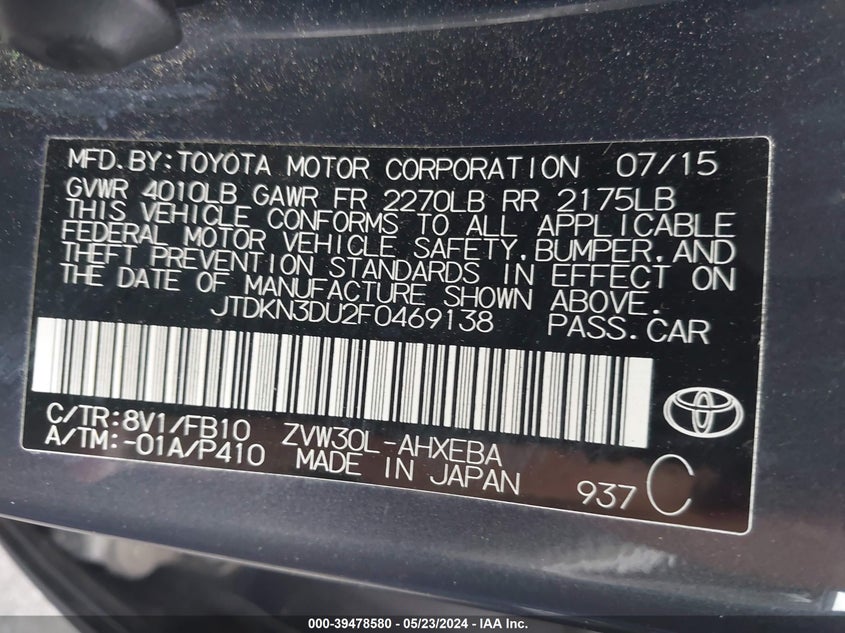 MFD.BY:TOYOTA MOTOR CORPORATION 07/15
GVWR 4010LB GAWR FR 2270LB RR 2175LB
THIS VEHICLE CONFORMS TO ALL APPLICABLE
FEDERAL MOTOR VEHICLE SAFETY,BUMPER,AND
THEFT PREVENTION STANDARDS IN EFFECT ON
THE DATE OF MANUFACTURE SHOWN ABOVE.
JTDKN3DU2F0469138 PASS.CAR
C/TR:8V1/FB10 ZVW30L-AHXEBA
A/TM:-01A/P410 MADE IN JAPAN
937 C
000-39478580 - 05/23/2024 - IAA Inc.